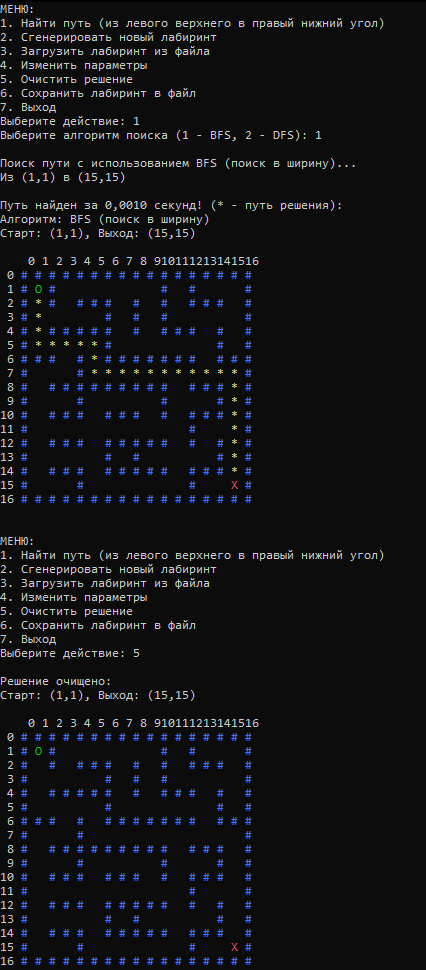 МЕНЮ:
1. Найти путь (из левого верхнего в правый нижний угол)
2. Сгенерировать новый лабиринт
3. Загрузить лабиринт из файла
4. Изменить параметры
5. Очистить решение
6. Сохранить лабиринт в файл
7. Выход
Выберите действие: 1
Выберите алгоритм поиска (1 - BFS, 2 - DFS): 1
Поиск пути с использованием BFS (поиск в ширину)...
Из (1,1) в (15,15)
Путь найден за 0,0010 секунд! (* - путь решения):
Алгоритм: BFS (поиск в ширину)
Старт: (1,1), Выход: (15,15)
    0 1 2 3 4 5 6 7 8 910111213141516
 0 # # # # # # # # # # # # # # # # #
 1 # O #               #   #       #
 2 # * #   # # #   #   #   # # #   #
 3 # *         #   #   #           #
 4 # * # # # # #   #   # # #   #   #
 5 # * * * * * #               #   #
 6 # # #   # * # # # # # # #   # # #
 7 #       # * * * * * * * * * * * #
 8 #   # # # # # # # # #   # # # * #
 9 #       #           #       # * #
10 #   # # #   # # #   #   # # # * #
11 #                       #     * #
12 #   # # #   # # # # #   #   # * #
13 #           #   #           # * #
14 #   # # #   # # # # #   # # # * #
15 #       #               #     X #
16 # # # # # # # # # # # # # # # # #
МЕНЮ:
1. Найти путь (из левого верхнего в правый нижний угол)
2. Сгенерировать новый лабиринт
3. Загрузить лабиринт из файла
4. Изменить параметры
5. Очистить решение
6. Сохранить лабиринт в файл
7. Выход
Выберите действие: 5
Решение очищено:
Старт: (1,1), Выход: (15,15)
    0 1 2 3 4 5 6 7 8 910111213141516
 0 # # # # # # # # # # # # # # # # #
 1 # O #               #   #       #
 2 #   #   # # #   #   #   # # #   #
 3 #           #   #   #           #
 4 #   # # # # #   #   # # #   #   #
 5 #           #               #   #
 6 # # #   #   # # # # # # #   # # #
 7 #       #                       #
 8 #   # # # # # # # # #   # # #   #
 9 #       #           #       #   #
10 #   # # #   # # #   #   # # #   #
11 #                       #       #
12 #   # # #   # # # # #   #   #   #
13 #           #   #           #   #
14 #   # # #   # # # # #   # # #   #
15 #       #               #     X #
16 # # # # # # # # # # # # # # # # #